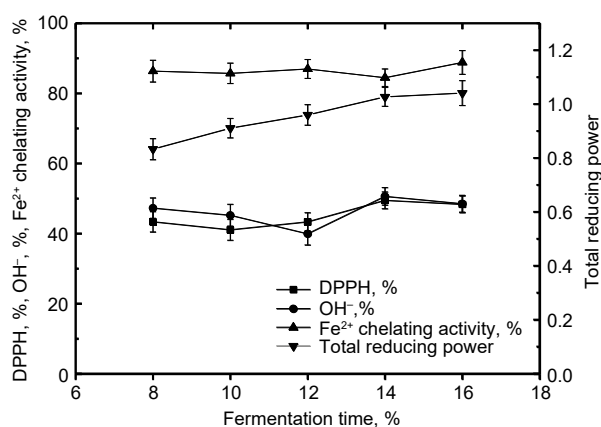 DPPH, %, OH⁻, %, Fe²⁺ chelating activity, %
100
80
60
40
20
0
6
8
10
12
14
16
18
Fermentation time, %
1.2
1.0
0.8
0.6
0.4
0.2
0.0
Total reducing power
DPPH, %
OH⁻,%
Fe²⁺ chelating activity, %
Total reducing power